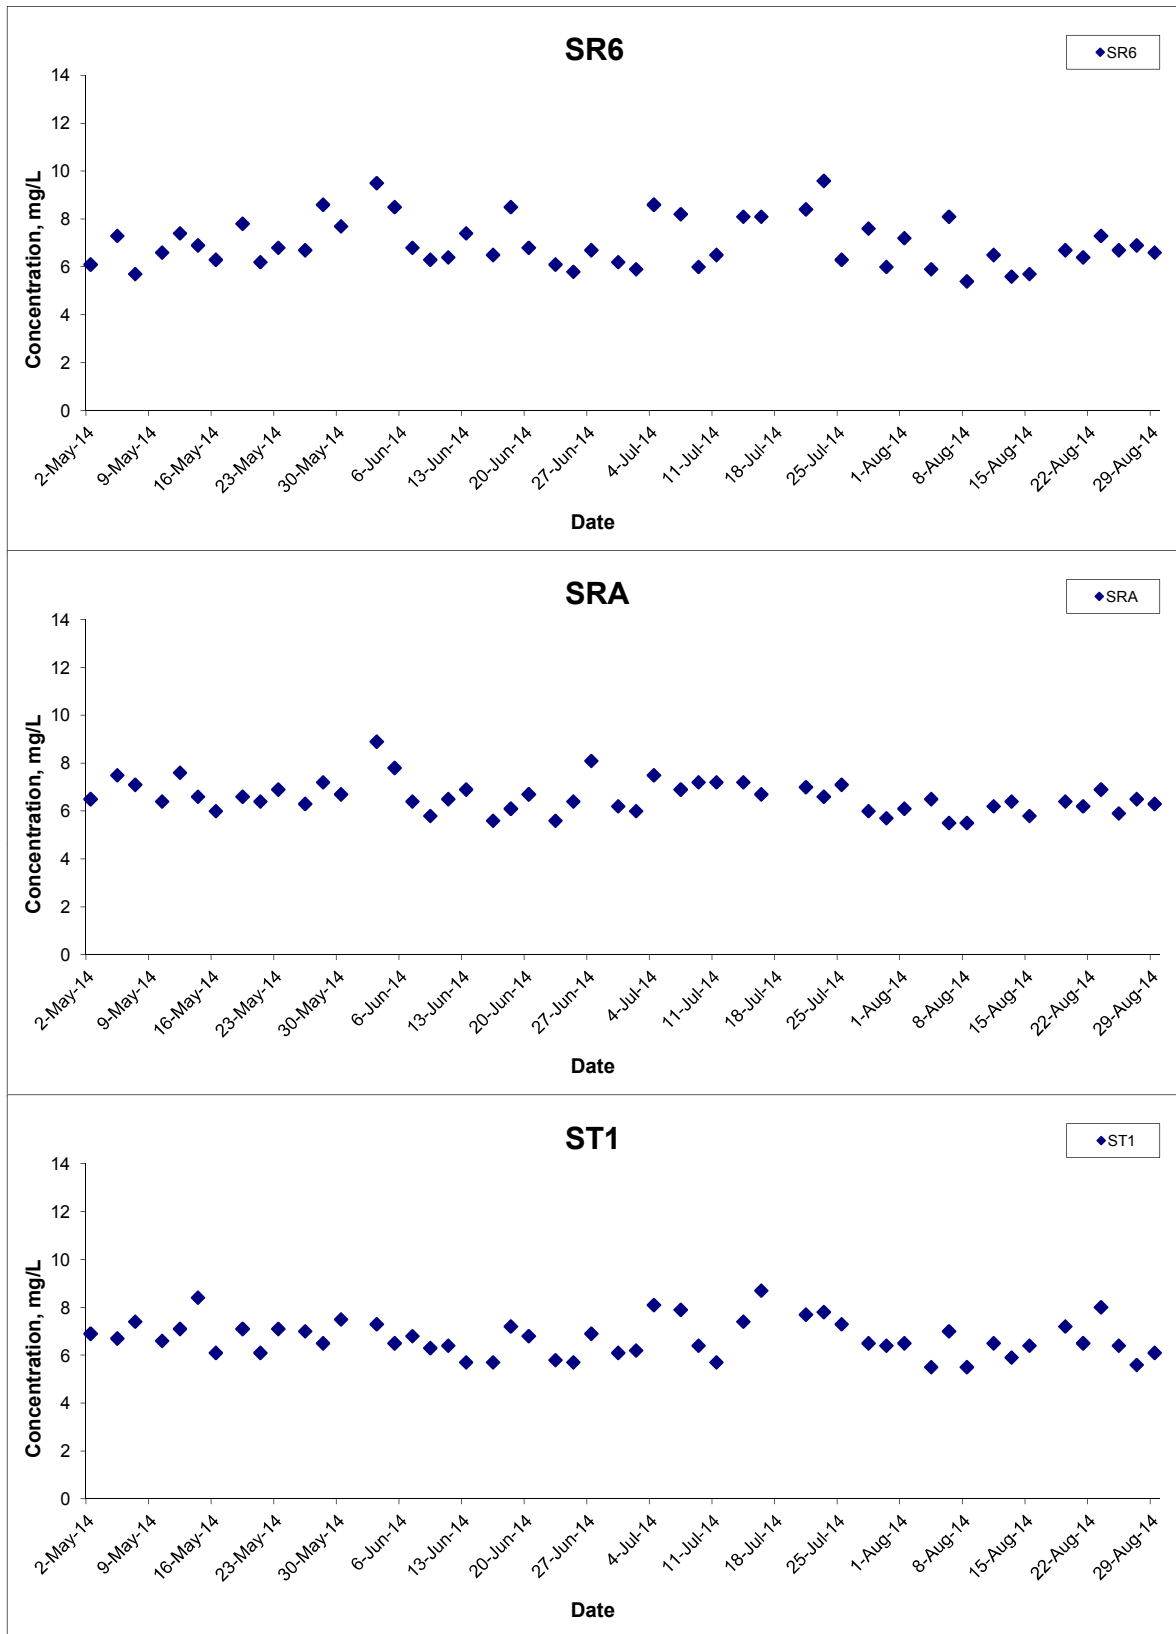 SR6
SR6
14
12
10
8
6
4
2
0
Concentration, mg/L
2-May-14
9-May-14
16-May-14
23-May-14
30-May-14
6-Jun-14
13-Jun-14
20-Jun-14
27-Jun-14
4-Jul-14
11-Jul-14
18-Jul-14
25-Jul-14
1-Aug-14
8-Aug-14
15-Aug-14
22-Aug-14
29-Aug-14
Date
SRA
SRA
14
12
10
8
6
4
2
0
Concentration, mg/L
2-May-14
9-May-14
16-May-14
23-May-14
30-May-14
6-Jun-14
13-Jun-14
20-Jun-14
27-Jun-14
4-Jul-14
11-Jul-14
18-Jul-14
25-Jul-14
1-Aug-14
8-Aug-14
15-Aug-14
22-Aug-14
29-Aug-14
Date
ST1
ST1
14
12
10
8
6
4
2
0
Concentration, mg/L
2-May-14
9-May-14
16-May-14
23-May-14
30-May-14
6-Jun-14
13-Jun-14
20-Jun-14
27-Jun-14
4-Jul-14
11-Jul-14
18-Jul-14
25-Jul-14
1-Aug-14
8-Aug-14
15-Aug-14
22-Aug-14
29-Aug-14
Date